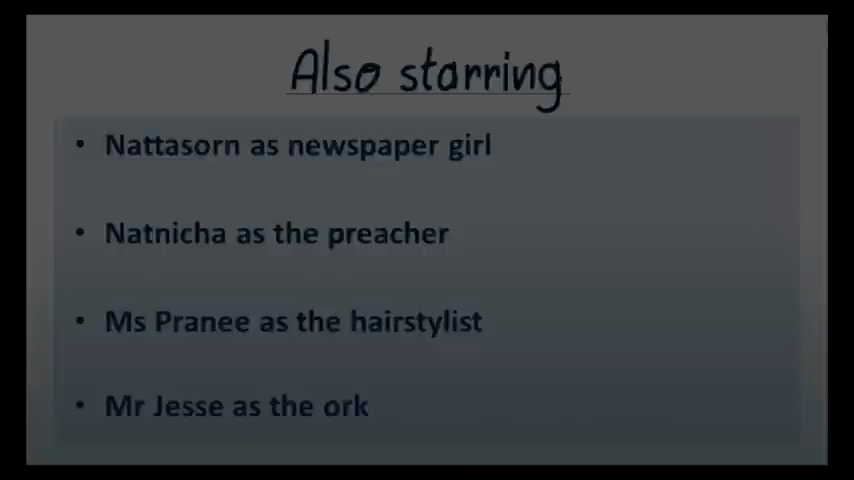 Also starring
• Nattasorn as newspaper girl
• Natnicha as the preacher
• Ms Pranee as the hairstylist
• Mr Jesse as the ork